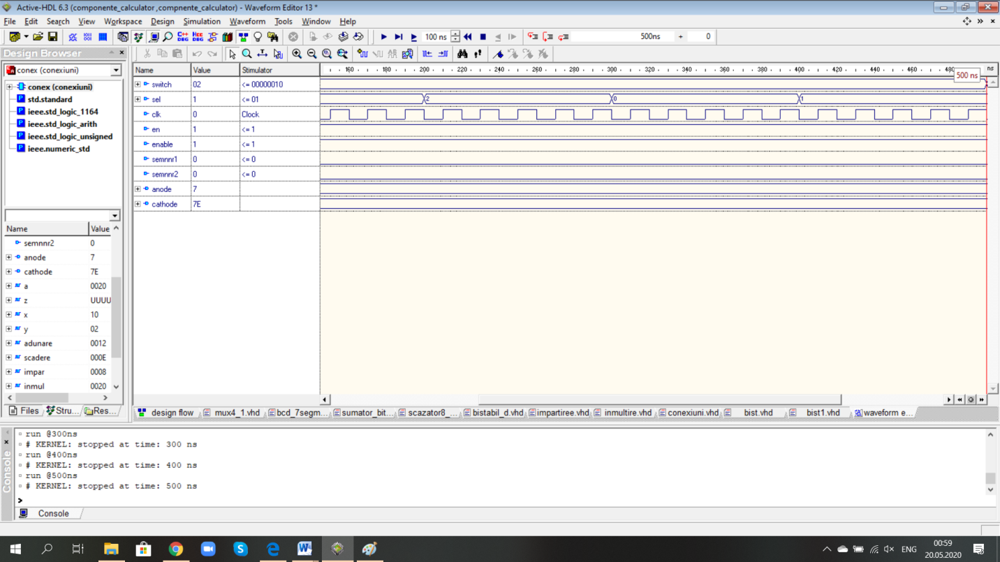 Active-HDL 6.3 (componente_calculator ,compnente_calculator) - Waveform Editor 13 *
File Edit Search View Workspace Design Simulation Waveform Tools Window Help
C++ DBG
100 ns
500ns + 0
Design Browser
conex (conexiuni)
conex (conexiuni)
std.standard
ieee.std_logic_1164
ieee.std_logic_arith
ieee.std_logic_unsigned
ieee.numeric_std
Name Value
semnnr2 0
anode 7
cathode 7E
a 0020
z UUUU
x 10
y 02
adunare 0012
scadere 000E
impar 0008
inmul 0020
Files Stru... Res...
Name Value Stimulator
160 180 200 220 240 260 280 300 320 340 360 380 400 420 440 460 480 ns
500 ns
switch 02 <= 00000010
sel 1 <= 01 2 0 1
clk 0 Clock
en 1 <= 1
enable 1 <= 1
semnnr1 0 <= 0
semnnr2 0 <= 0
anode 7
cathode 7E
design flow mux4_1.vhd bcd_7segm... sumator_bit... scazator8_... bistabil_d.vhd impartiree.vhd inmultire.vhd conexiuni.vhd bist.vhd bist1.vhd waveform e...
Console
run @300ns
# KERNEL: stopped at time: 300 ns
run @400ns
# KERNEL: stopped at time: 400 ns
run @500ns
# KERNEL: stopped at time: 500 ns
>
Console
ENG
00:59
20.05.2020